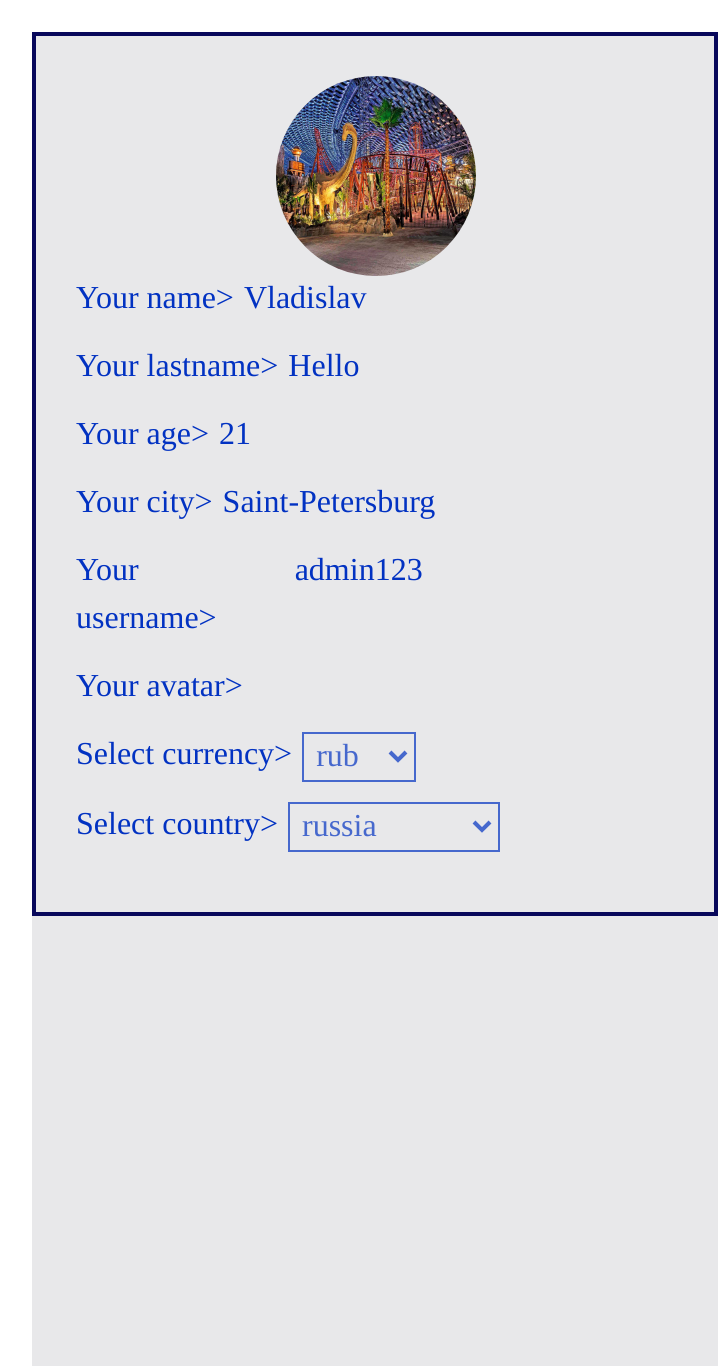 Your name> Vladislav
Your lastname> Hello
Your age> 21
Your city> Saint-Petersburg
Your admin123
username>
Your avatar>
Select currency> rub
Select country> russia